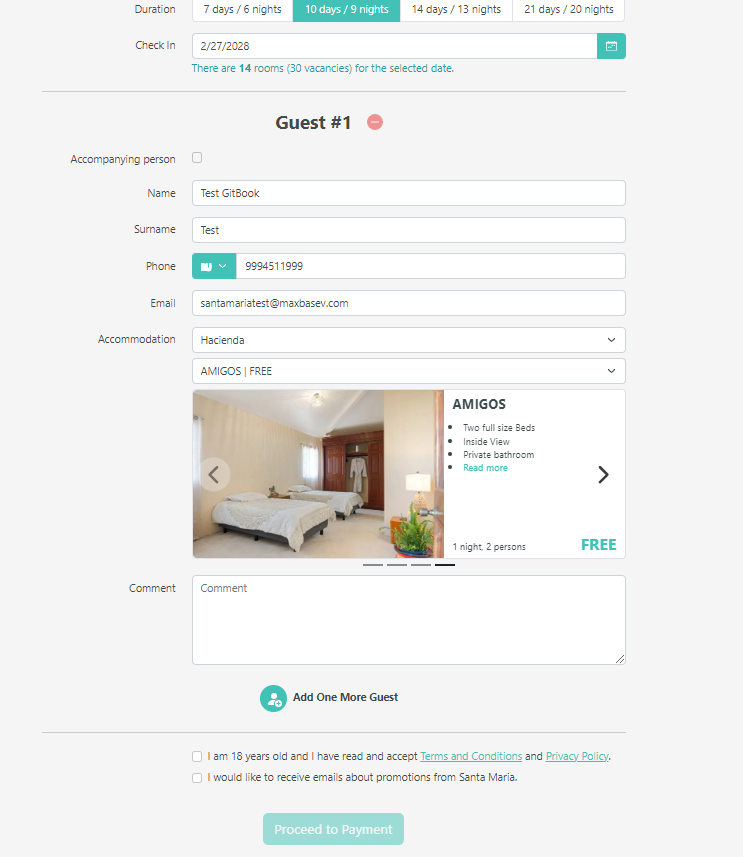 Duration 7 days / 6 nights 10 days / 9 nights 14 days / 13 nights 21 days / 20 nights
Check In 2/27/2028
There are 14 rooms (30 vacancies) for the selected date.
Guest #1
Accompanying person
Name Test GitBook
Surname Test
Phone 9994511999
Email santamariatest@maxbasev.com
Accommodation Hacienda
AMIGOS | FREE
AMIGOS
Two full size Beds
Inside View
Private bathroom
Read more
1 night, 2 persons FREE
Comment Comment
Add One More Guest
I am 18 years old and I have read and accept Terms and Conditions and Privacy Policy.
I would like to receive emails about promotions from Santa Maria.
Proceed to Payment